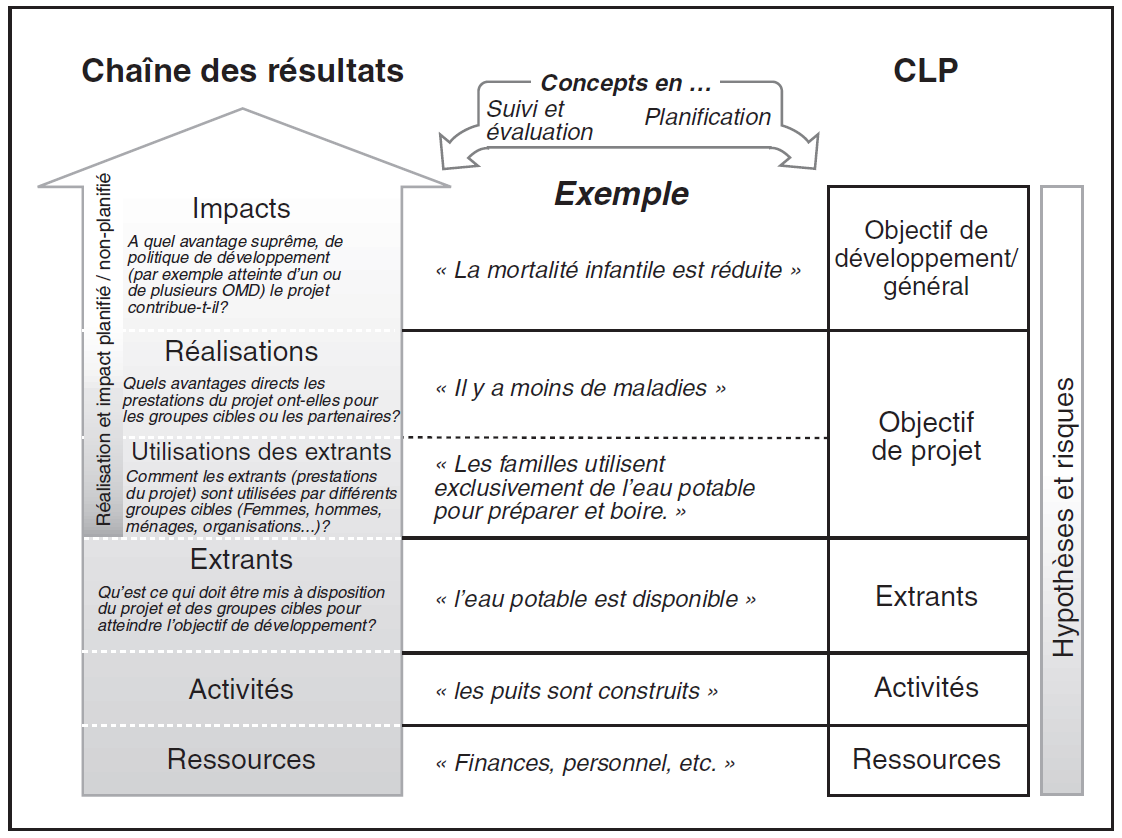 Chaîne des résultats
Concepts en …
Suivi et
évaluation
Planification
CLP
Exemple
Réalisation et impact planifié / non-planifié
Impacts
A quel avantage suprême, de
politique de développement
(par exemple atteinte d'un ou
de plusieurs OMD) le projet
contribue-t-il?
« La mortalité infantile est réduite »
Objectif de
développement/
général
Réalisations
Quels avantages directs les
prestations du projet ont-elles pour
les groupes cibles ou les partenaires?
« Il y a moins de maladies »
Objectif
de projet
Utilisations des extrants
Comment les extrants (prestations
du projet) sont utilisées par différents
groupes cibles (Femmes, hommes,
ménages, organisations...)?
« Les familles utilisent
exclusivement de l'eau potable
pour préparer et boire. »
Extrants
Qu'est ce qui doit être mis à disposition
du projet et des groupes cibles pour
atteindre l'objectif de développement?
« l'eau potable est disponible »
Extrants
Activités
« les puits sont construits »
Activités
Ressources
« Finances, personnel, etc. »
Ressources
Hypothèses et risques